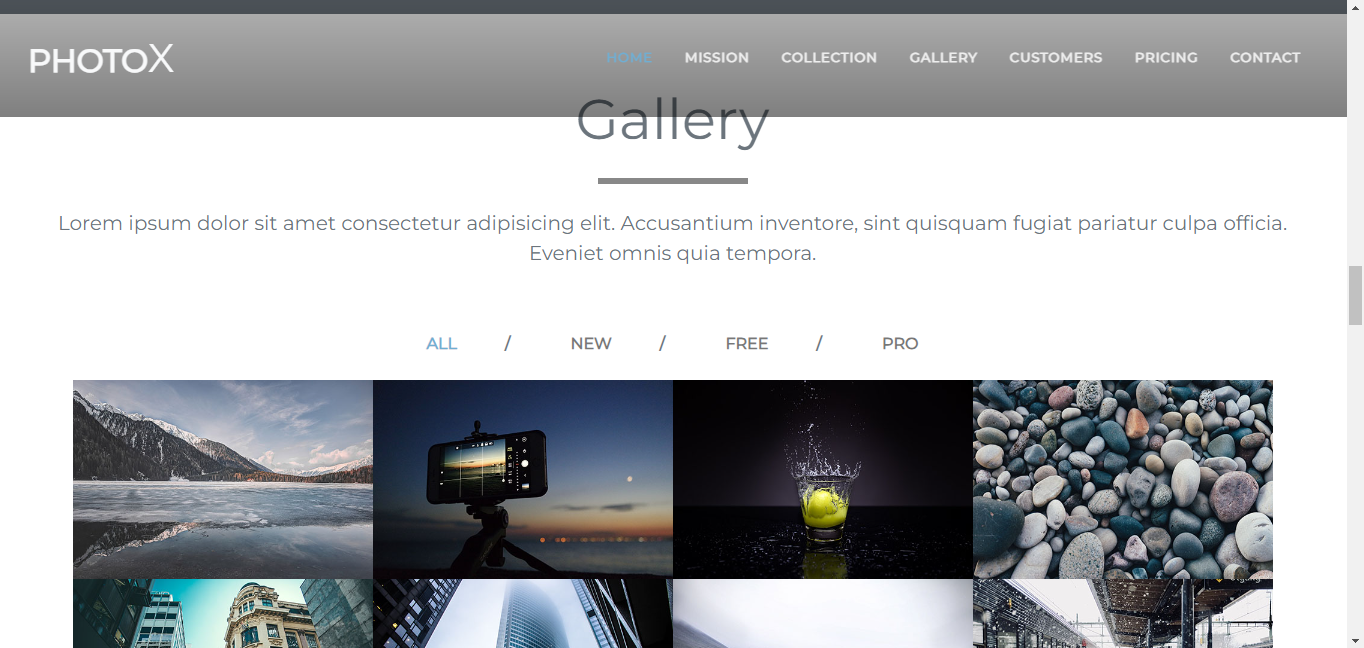 PHOTOX
HOME MISSION COLLECTION GALLERY CUSTOMERS PRICING CONTACT
Gallery
Lorem ipsum dolor sit amet consectetur adipisicing elit. Accusantium inventore, sint quisquam fugiat pariatur culpa officia.
Eveniet omnis quia tempora.
ALL / NEW / FREE / PRO